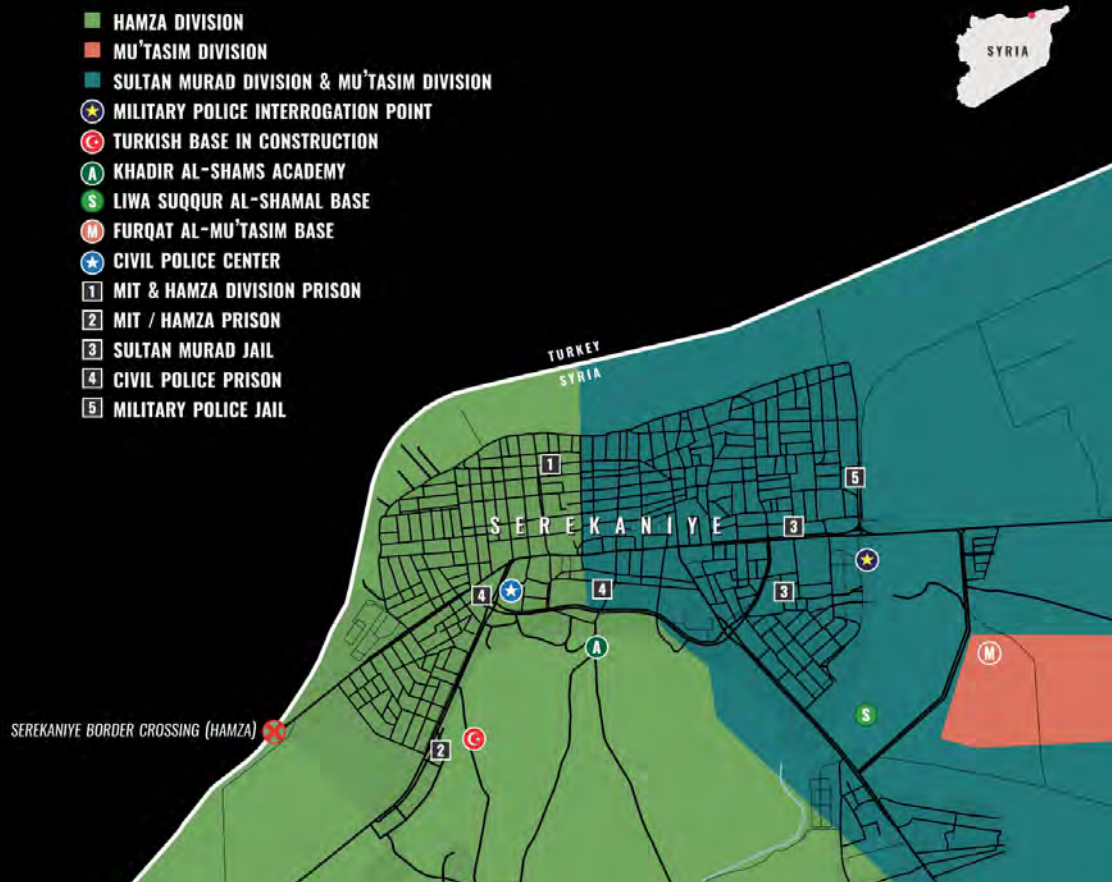 HAMZA DIVISION
MU'TASIM DIVISION
SULTAN MURAD DIVISION & MU'TASIM DIVISION
MILITARY POLICE INTERROGATION POINT
TURKISH BASE IN CONSTRUCTION
A KHADIR AL-SHAMS ACADEMY
S LIWA SUQQUR AL-SHAMAL BASE
M FURQAT AL-MU'TASIM BASE
CIVIL POLICE CENTER
1 MIT & HAMZA DIVISION PRISON
2 MIT / HAMZA PRISON
3 SULTAN MURAD JAIL
4 CIVIL POLICE PRISON
5 MILITARY POLICE JAIL
SYRIA
TURKEY
SYRIA
1
5
SEREKANIYE
3
4
4
3
A
M
S
SEREKANIYE BORDER CROSSING (HAMZA)
2